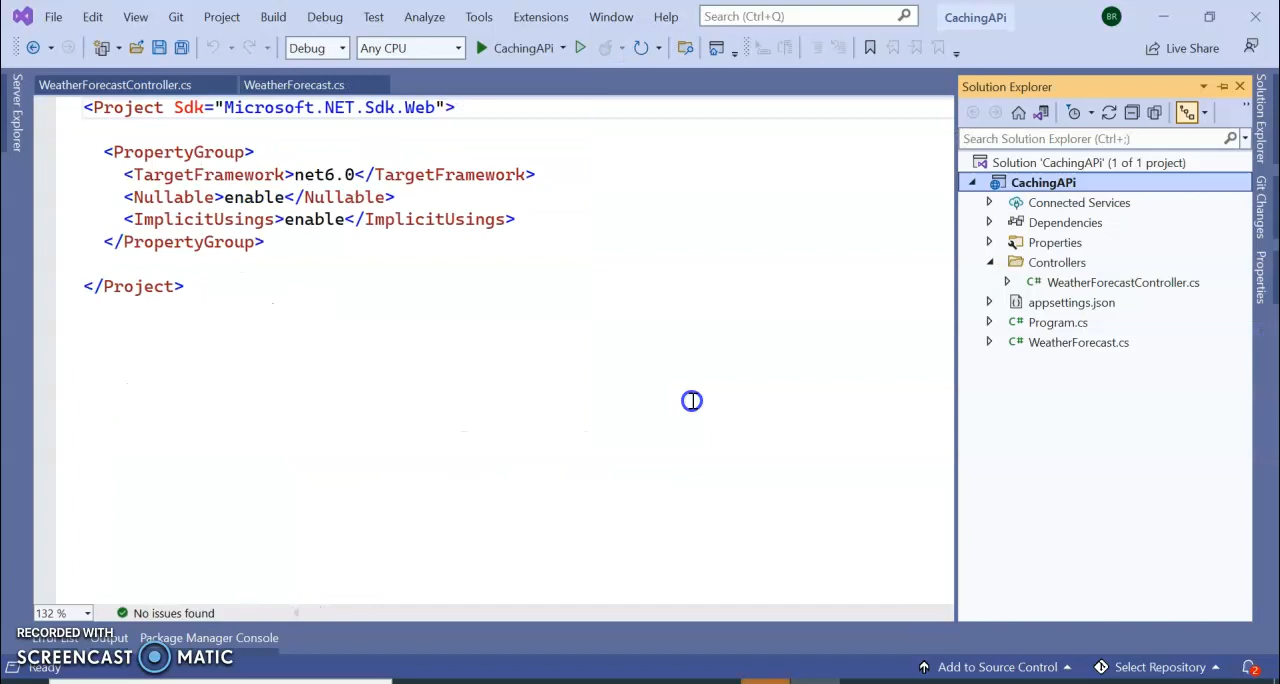 File Edit View Git Project Build Debug Test Analyze Tools Extensions Window Help Search (Ctrl+Q) CachingAPi BR
Debug Any CPU CachingAPi Live Share
WeatherForecastController.cs WeatherForecast.cs
Server Explorer
<Project Sdk="Microsoft.NET.Sdk.Web">
<PropertyGroup>
<TargetFramework>net6.0</TargetFramework>
<Nullable>enable</Nullable>
<ImplicitUsings>enable</ImplicitUsings>
</PropertyGroup>
</Project>
Solution Explorer
Search Solution Explorer (Ctrl+;)
Solution 'CachingAPi' (1 of 1 project)
CachingAPi
Connected Services
Dependencies
Properties
Controllers
C# WeatherForecastController.cs
appsettings.json
C# Program.cs
C# WeatherForecast.cs
Solution Explorer
Git Changes
Properties
132 % No issues found
Error List Output Package Manager Console
RECORDED WITH
SCREENCAST MATIC
Ready Add to Source Control Select Repository 2